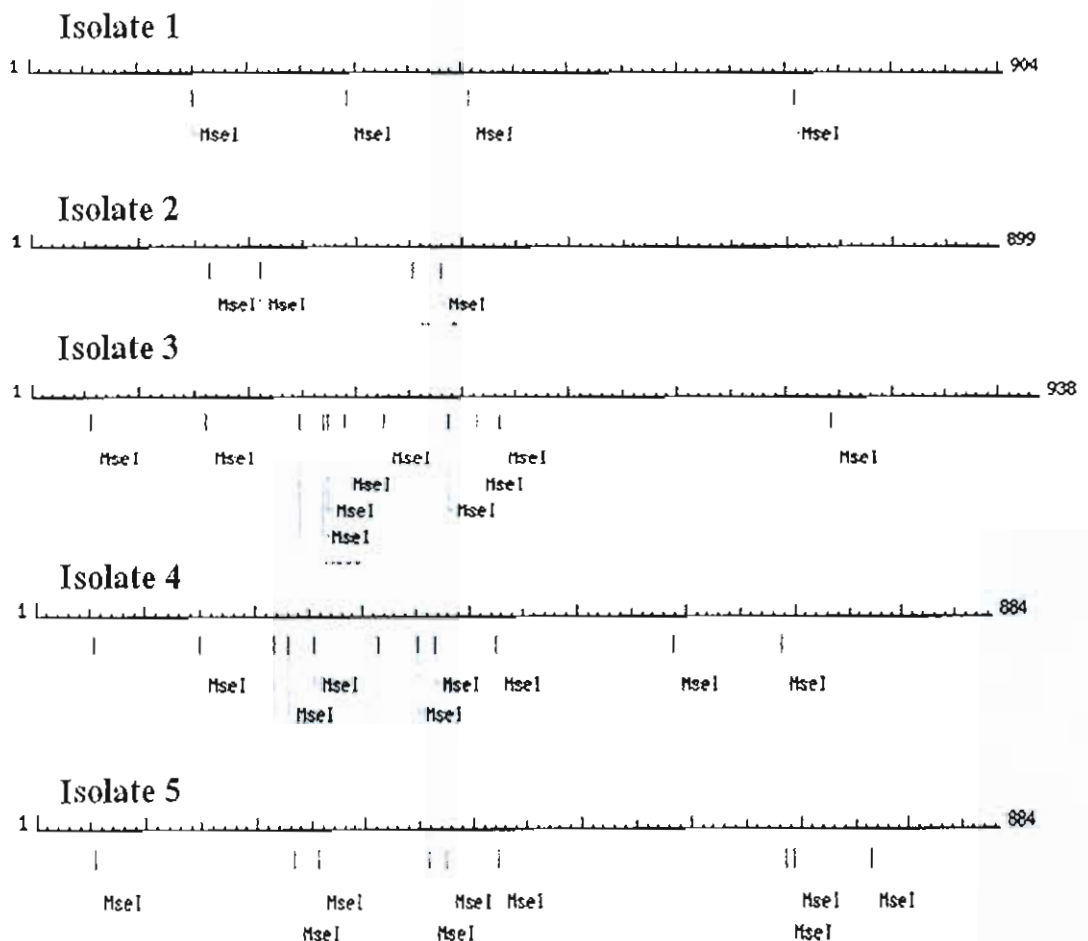 Isolate 1
1 904
MseI MseI MseI MseI
Isolate 2
1 899
MseI MseI MseI
Isolate 3
1 938
MseI MseI MseI MseI MseI
MseI MseI
MseI MseI
MseI
Isolate 4
1 884
MseI MseI MseI MseI MseI MseI
MseI MseI
Isolate 5
1 884
MseI MseI MseI MseI MseI MseI
MseI MseI MseI